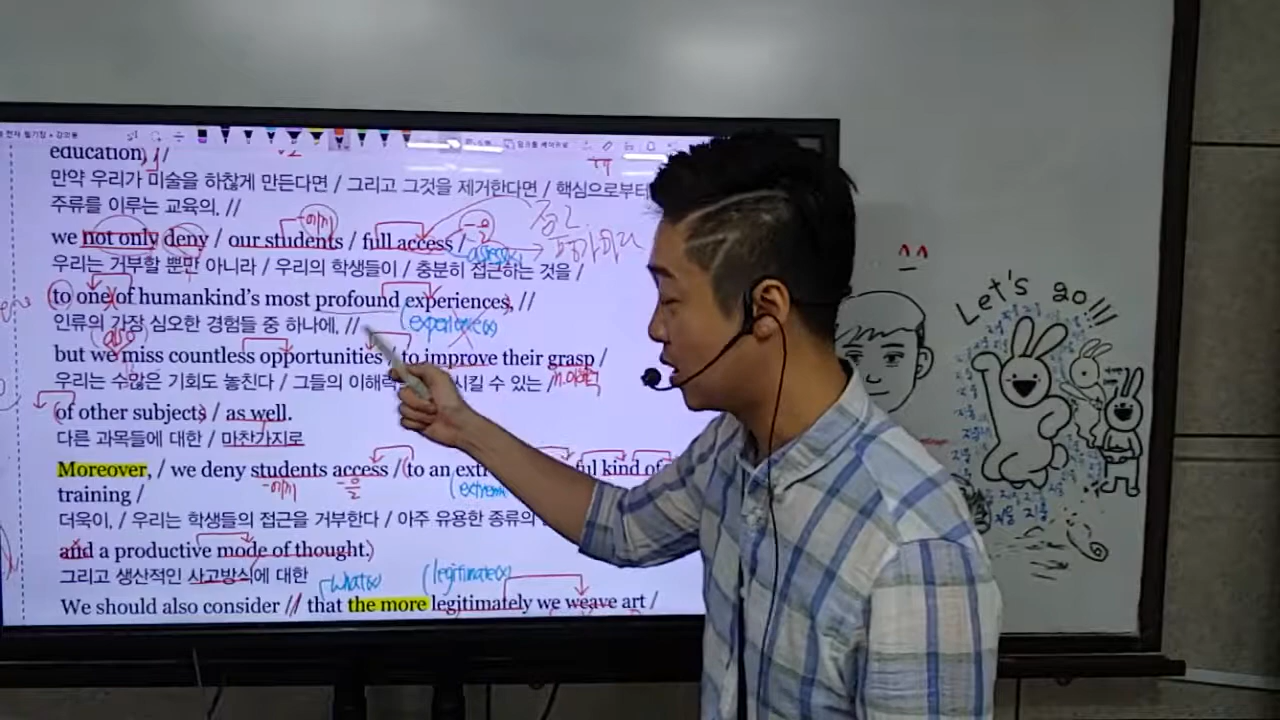 education, //
만약 우리가 미술을 하찮게 만든다면 / 그리고 그것을 제거한다면 / 핵심으로부터
주류를 이루는 교육의, //
we not only deny / our students / full access /
우리는 거부할 뿐만 아니라 / 우리의 학생들이 / 충분히 접근하는 것을 /
to one of humankind's most profound experiences, //
인류의 가장 심오한 경험들 중 하나에, //
(also)
but we miss countless opportunities / to improve their grasp /
우리는 수많은 기회도 놓친다 / 그들의 이해력 시킬 수 있는 /
of other subjects / as well.
다른 과목들에 대한 / 마찬가지로
Moreover, / we deny students access / to an ful kind of
training /
더욱이, / 우리는 학생들의 접근을 거부한다 / 아주 유용한 종류의
and a productive mode of thought.
그리고 생산적인 사고방식에 대한
(what(x) (legitimate(x)
We should also consider // that the more legitimately we weave art /
^^
Let's go!!!